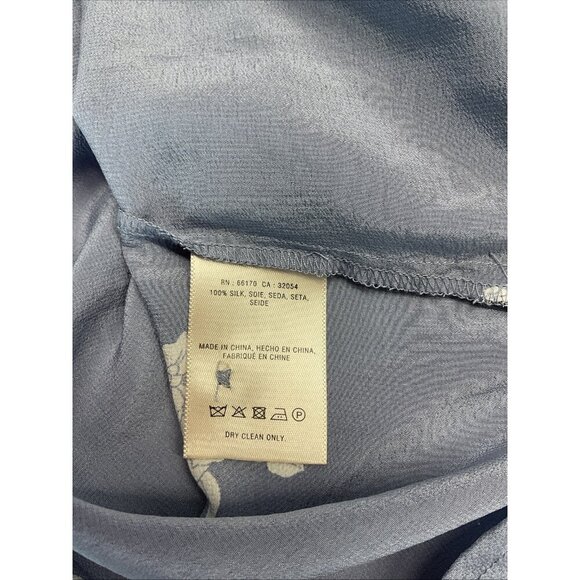 RN : 66170 CA : 32054
100% SILK, SOIE, SEDA, SETA,
SEIDE
MADE IN CHINA, HECHO EN CHINA,
FABRIQUÉ EN CHINE
P
DRY CLEAN ONLY.